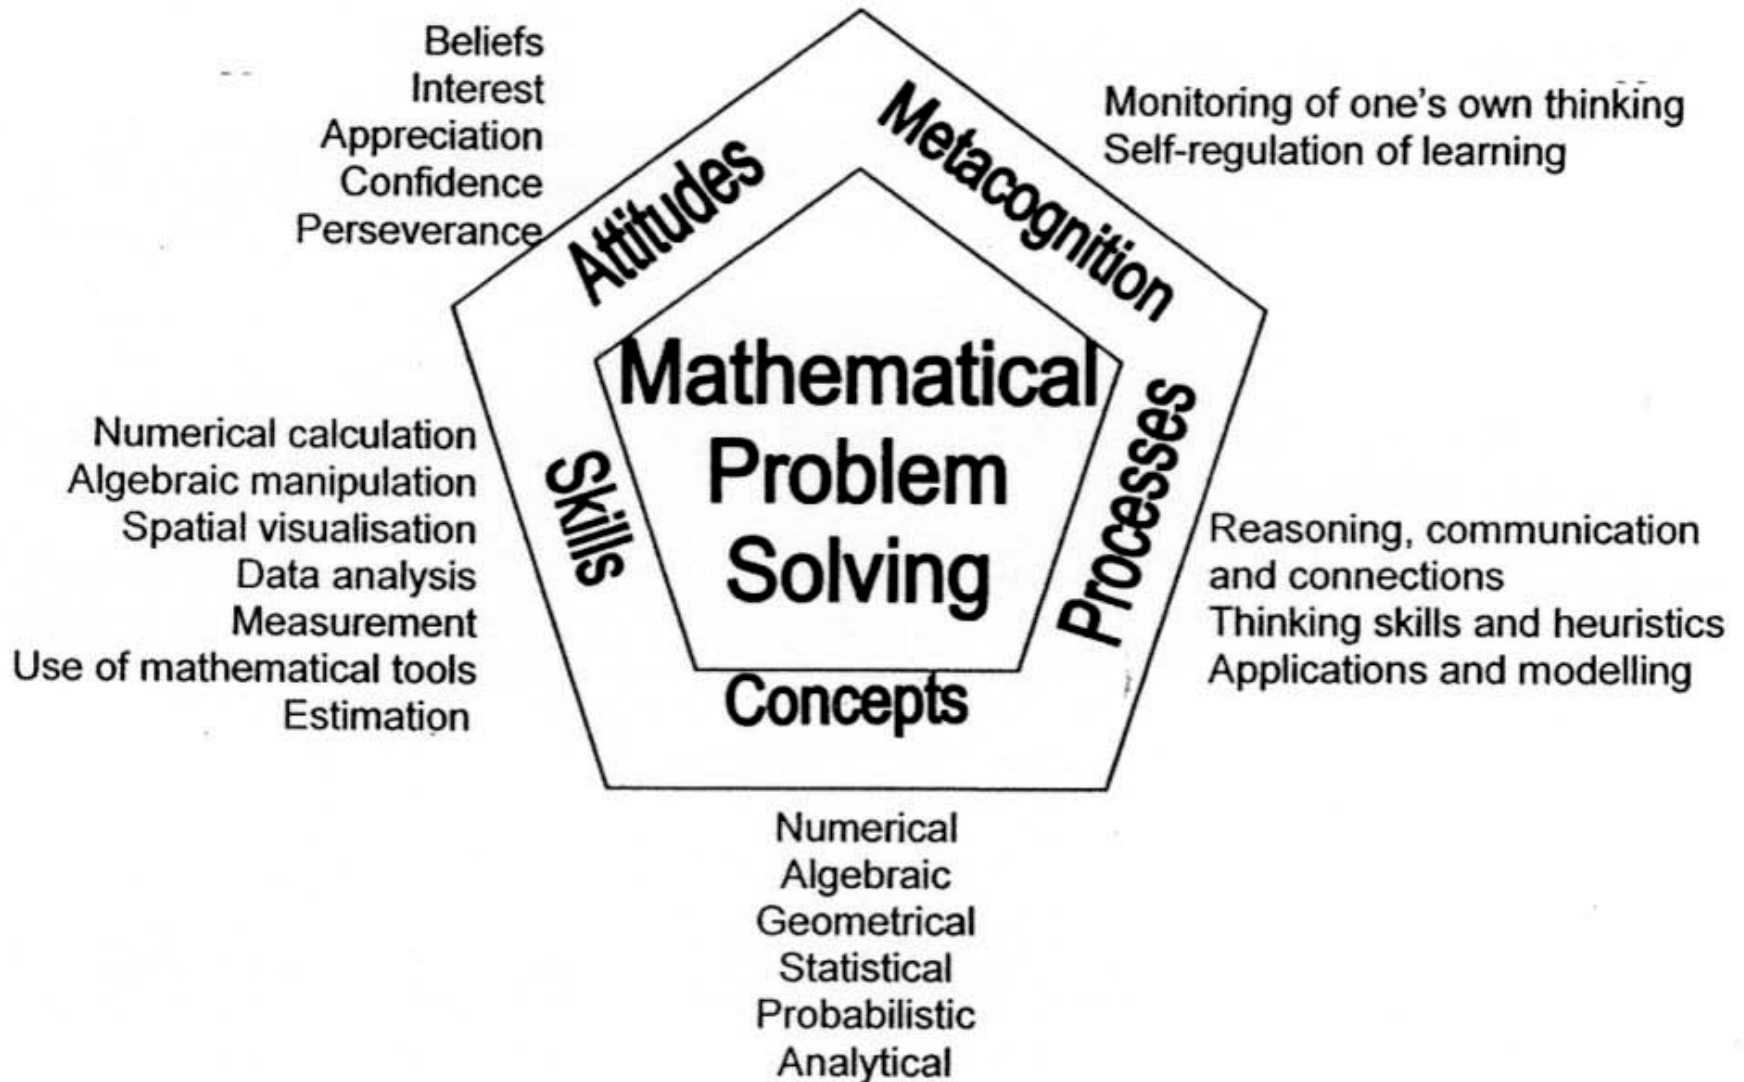 Beliefs
Interest
Appreciation
Confidence
Perseverance
Attitudes
Metacognition
Monitoring of one's own thinking
Self-regulation of learning
Mathematical
Problem
Solving
Numerical calculation
Algebraic manipulation
Spatial visualisation
Data analysis
Measurement
Use of mathematical tools
Estimation
Skills
Processes
Reasoning, communication
and connections
Thinking skills and heuristics
Applications and modelling
Concepts
Numerical
Algebraic
Geometrical
Statistical
Probabilistic
Analytical